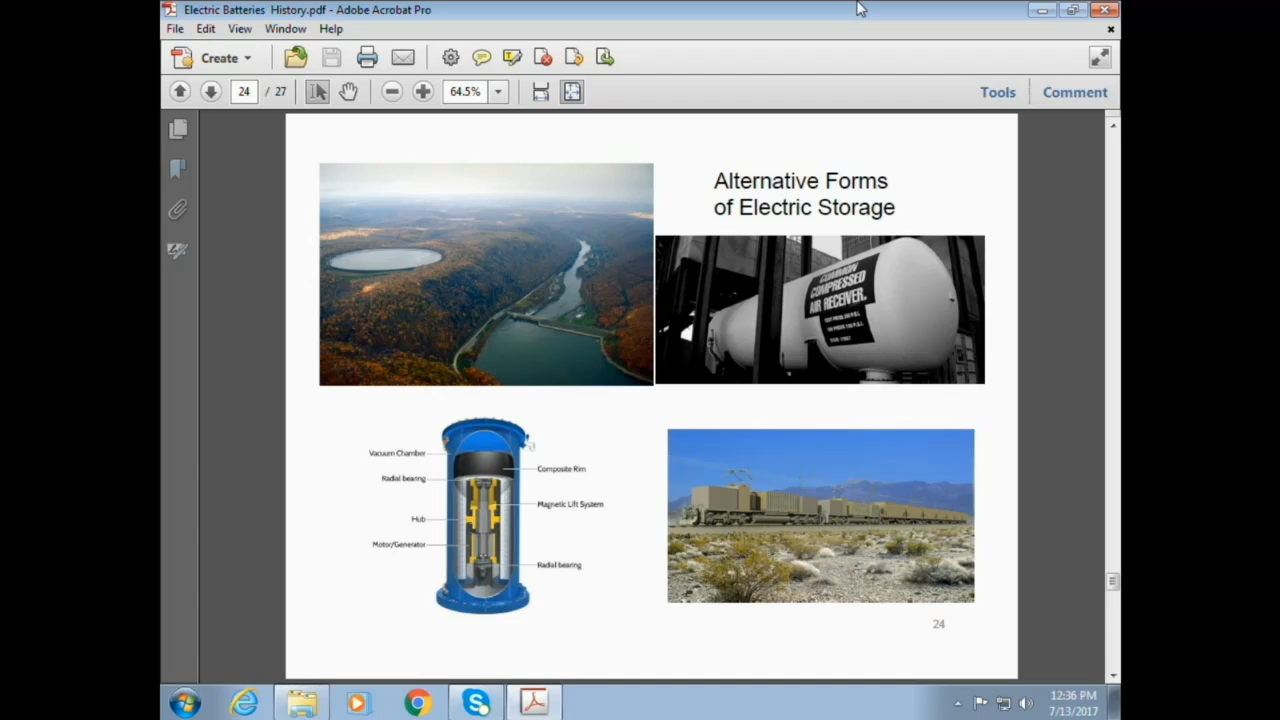 Electric Batteries  History.pdf - Adobe Acrobat Pro
File Edit View Window Help
Create
24 / 27 64.5% Tools Comment
Alternative Forms
of Electric Storage
COMMON
COMPRESSED
AIR RECEIVER.
Vacuum Chamber
Composite Rim
Radial bearing
Magnetic Lift System
Hub
Motor/Generator
Radial bearing
24
12:36 PM
7/13/2017